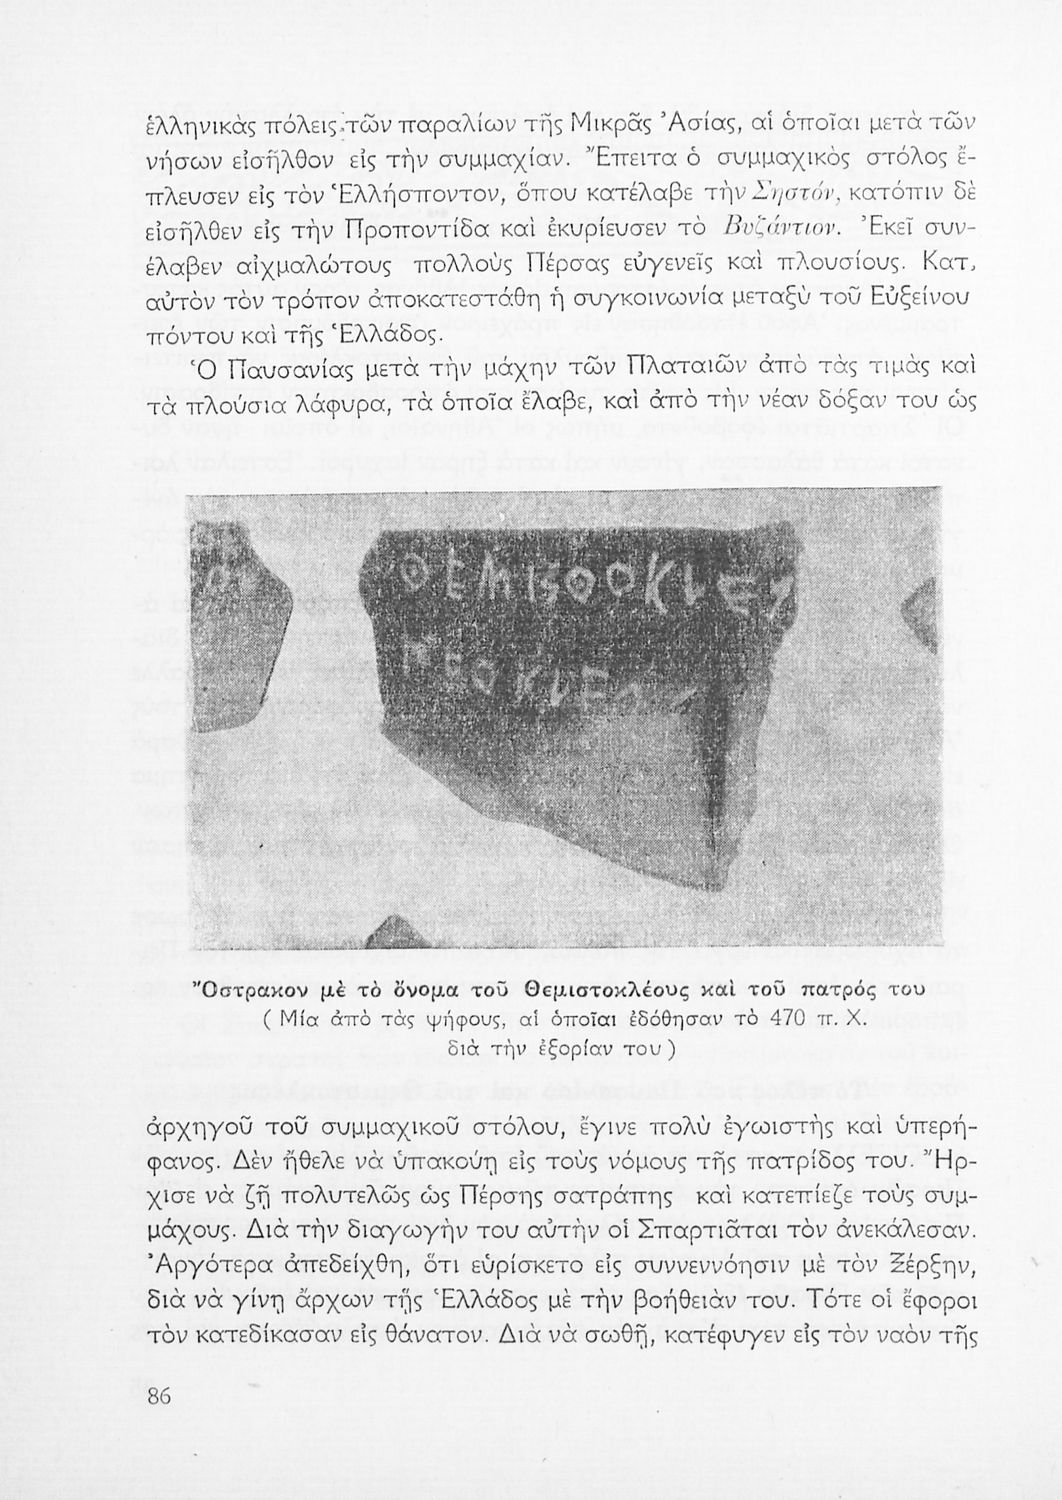 ἑλληνικὰς πόλεις τῶν παραλίων τῆς Μικρᾶς Ἀσίας, αἱ ὁποῖαι μετὰ τῶν
νήσων εἰσῆλθον εἰς τὴν συμμαχίαν. Ἔπειτα ὁ συμμαχικὸς στόλος ἔ-
πλευσεν εἰς τὸν Ἑλλήσποντον, ὅπου κατέλαβε τὴν Σηστόν, κατόπιν δὲ
εἰσῆλθεν εἰς τὴν Προποντίδα καὶ ἐκυρίευσεν τὸ Βυζάντιον. Ἐκεῖ συν-
έλαβεν αἰχμαλώτους πολλοὺς Πέρσας εὐγενεῖς καὶ πλουσίους. Κατ,
αὐτὸν τὸν τρόπον ἀποκατεστάθη ἡ συγκοινωνία μεταξὺ τοῦ Εὐξείνου
πόντου καὶ τῆς Ἑλλάδος.
Ὁ Παυσανίας μετὰ τὴν μάχην τῶν Πλαταιῶν ἀπὸ τὰς τιμὰς καὶ
τὰ πλούσια λάφυρα, τὰ ὁποῖα ἔλαβε, καὶ ἀπὸ τὴν νέαν δόξαν του ὡς
Ὄστρακον μὲ τὸ ὄνομα τοῦ Θεμιστοκλέους καὶ τοῦ πατρός του
( Μία ἀπὸ τὰς ψήφους, αἱ ὁποῖαι ἐδόθησαν τὸ 470 π. Χ.
διὰ τὴν ἐξορίαν του )
ἀρχηγοῦ τοῦ συμμαχικοῦ στόλου, ἔγινε πολὺ ἐγωιστὴς καὶ ὑπερή-
φανος. Δὲν ἤθελε νὰ ὑπακούῃ εἰς τοὺς νόμους τῆς πατρίδος του. Ἤρ-
χισε νὰ ζῇ πολυτελῶς ὡς Πέρσης σατράπης καὶ κατεπίεζε τοὺς συμ-
μάχους. Διὰ τὴν διαγωγὴν του αὐτὴν οἱ Σπαρτιᾶται τὸν ἀνεκάλεσαν.
Ἀργότερα ἀπεδείχθη, ὅτι εὑρίσκετο εἰς συννεννόησιν μὲ τὸν Ξέρξην,
διὰ νὰ γίνῃ ἄρχων τῆς Ἑλλάδος μὲ τὴν βοήθειὰν του. Τότε οἱ ἔφοροι
τὸν κατεδίκασαν εἰς θάνατον. Διὰ νὰ σωθῇ, κατέφυγεν εἰς τὸν ναὸν τῆς
86